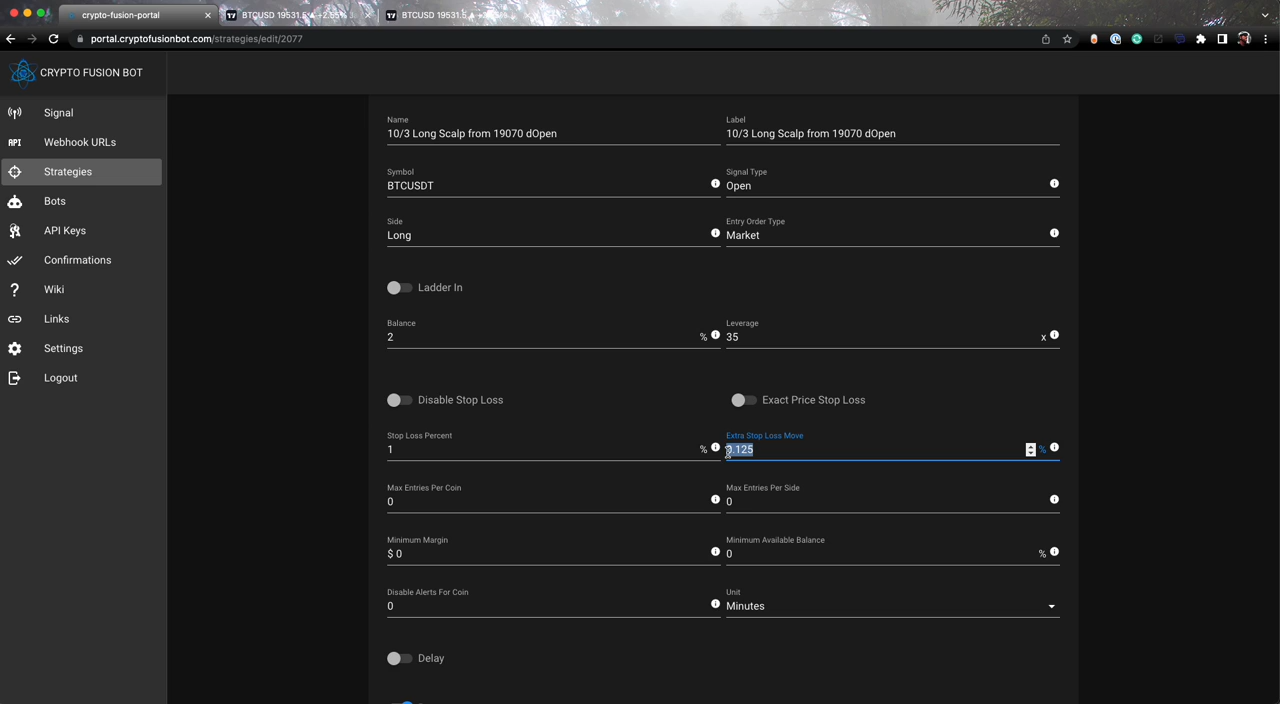 crypto-fusion-portal
BTCUSD 19531.5 ▲ +2.55%
BTCUSD 19531.5
portal.cryptofusionbot.com/strategies/edit/2077
CRYPTO FUSION BOT
Signal
API Webhook URLs
Strategies
Bots
API Keys
Confirmations
Wiki
Links
Settings
Logout
Name
10/3 Long Scalp from 19070 dOpen
Label
10/3 Long Scalp from 19070 dOpen
Symbol
BTCUSDT
Signal Type
Open
Side
Long
Entry Order Type
Market
Ladder In
Balance
2 %
Leverage
35 x
Disable Stop Loss
Exact Price Stop Loss
Stop Loss Percent
1 %
Extra Stop Loss Move
0.125 %
Max Entries Per Coin
0
Max Entries Per Side
0
Minimum Margin
$ 0
Minimum Available Balance
0 %
Disable Alerts For Coin
0
Unit
Minutes
Delay